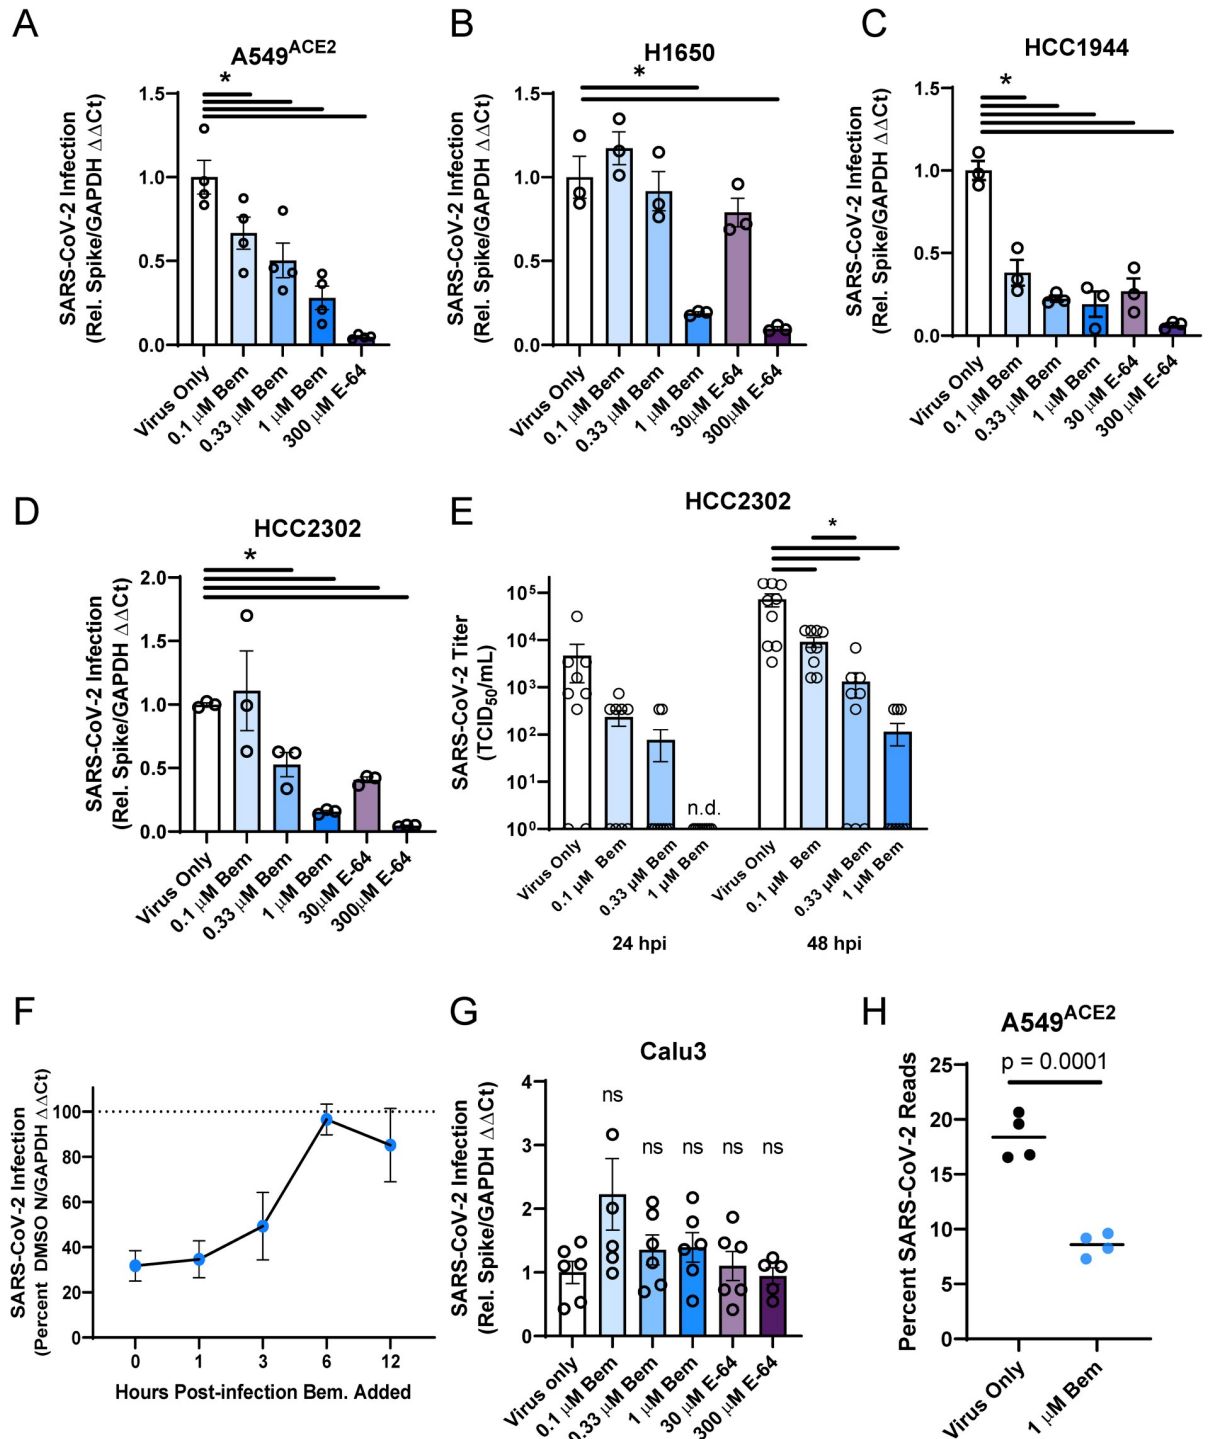 A
A549ACE2
*
SARS-CoV-2 Infection
(Rel. Spike/GAPDH ΔΔCt)
1.5
1.0
0.5
0.0
Virus Only
0.1 μM Bem
0.33 μM Bem
1 μM Bem
300 μM E-64
B
H1650
*
SARS-CoV-2 Infection
(Rel. Spike/GAPDH ΔΔCt)
1.5
1.0
0.5
0.0
Virus Only
0.1 μM Bem
0.33 μM Bem
1 μM Bem
30μM E-64
300μM E-64
C
HCC1944
*
SARS-CoV-2 Infection
(Rel. Spike/GAPDH ΔΔCt)
1.5
1.0
0.5
0.0
Virus Only
0.1 μM Bem
0.33 μM Bem
1 μM Bem
30 μM E-64
300 μM E-64
D
HCC2302
*
SARS-CoV-2 Infection
(Rel. Spike/GAPDH ΔΔCt)
2.0
1.5
1.0
0.5
0.0
Virus Only
0.1 μM Bem
0.33 μM Bem
1 μM Bem
30μM E-64
300μM E-64
E
HCC2302
*
SARS-CoV-2 Titer
(TCID50/mL)
10⁵
10⁴
10³
10²
10¹
10⁰
n.d.
Virus Only
0.1 μM Bem
0.33 μM Bem
1 μM Bem
Virus Only
0.1 μM Bem
0.33 μM Bem
1 μM Bem
24 hpi
48 hpi
F
SARS-CoV-2 Infection
(Percent DMSO N/GAPDH ΔΔCt)
100
80
60
40
20
0
0 1 3 6 12
Hours Post-infection Bem. Added
G
Calu3
SARS-CoV-2 Infection
(Rel. Spike/GAPDH ΔΔCt)
4
3
2
1
0
ns
ns ns ns ns
Virus only
0.1 μM Bem
0.33 μM Bem
1 μM Bem
30 μM E-64
300 μM E-64
H
A549ACE2
p = 0.0001
Percent SARS-CoV-2 Reads
25
20
15
10
5
0
Virus Only
1 μM Bem